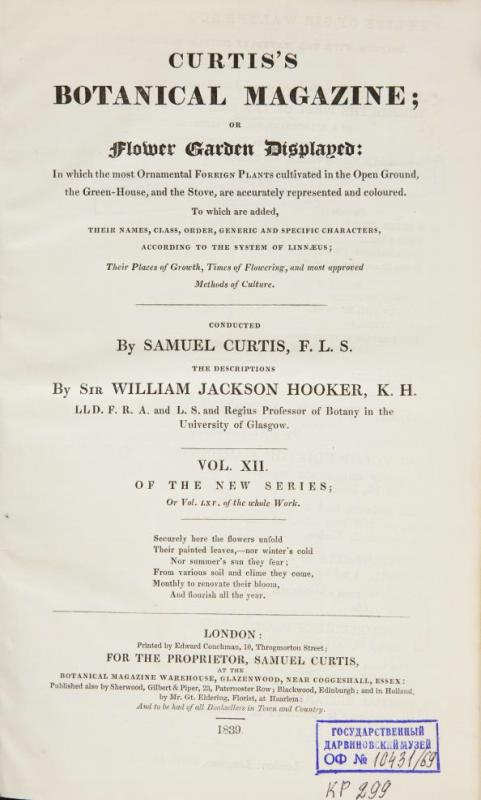 CURTIS'S
BOTANICAL MAGAZINE;
OR
Flower Garden Displayed:
In which the most Ornamental FOREIGN PLANTS cultivated in the Open Ground,
the Green-House, and the Stove, are accurately represented and coloured.
To which are added,
THEIR NAMES, CLASS, ORDER, GENERIC AND SPECIFIC CHARACTERS,
ACCORDING TO THE SYSTEM OF LINNÆUS;
Their Places of Growth, Times of Flowering, and most approved
Methods of Culture.
CONDUCTED
By SAMUEL CURTIS, F. L. S.
THE DESCRIPTIONS
By SIR WILLIAM JACKSON HOOKER, K. H.
LLD. F. R. A. and L. S. and Regius Professor of Botany in the
University of Glasgow.
VOL. XII.
OF THE NEW SERIES;
Or Vol. LXV. of the whole Work.
Securely here the flowers unfold
Their painted leaves,—nor winter's cold
Nor summer's sun they fear;
From various soil and clime they come,
Monthly to renovate their bloom,
And flourish all the year.
LONDON:
Printed by Edward Couchman, 10, Throgmorton Street;
FOR THE PROPRIETOR, SAMUEL CURTIS,
AT THE
BOTANICAL MAGAZINE WAREHOUSE, GLAZENWOOD, NEAR COGGESHALL, ESSEX:
Published also by Sherwood, Gilbert & Piper, 23, Paternoster Row; Blackwood, Edinburgh; and in Holland,
by Mr. Gt. Eldering, Florist, at Haarlem:
And to be had of all Booksellers in Town and Country.
1839.
ГОСУДАРСТВЕННЫЙ
ДАРВИНОВСКИЙ МУЗЕЙ
ОФ № 10431/69
КР 299